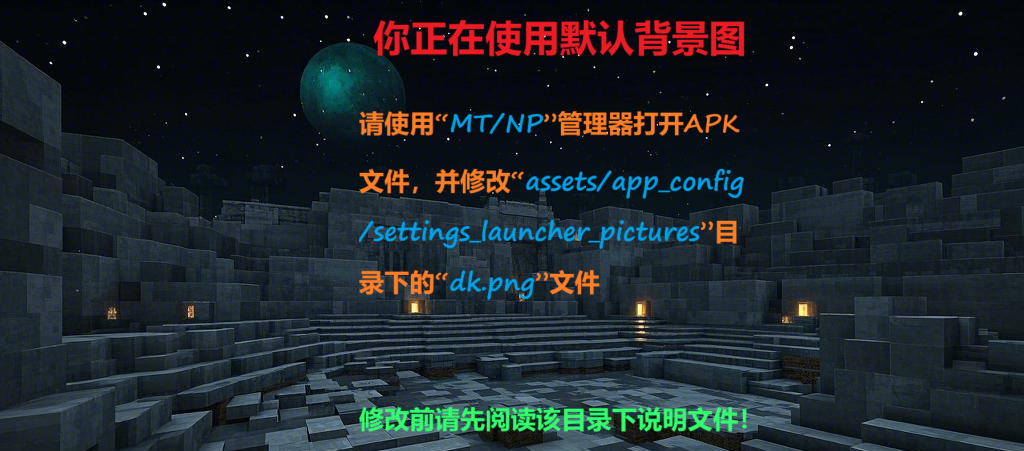 你正在使用默认背景图
请使用“MT/NP”管理器打开APK
文件，并修改“assets/app_config
/settings_launcher_pictures”目
录下的“dk.png”文件
修改前请先阅读该目录下说明文件！